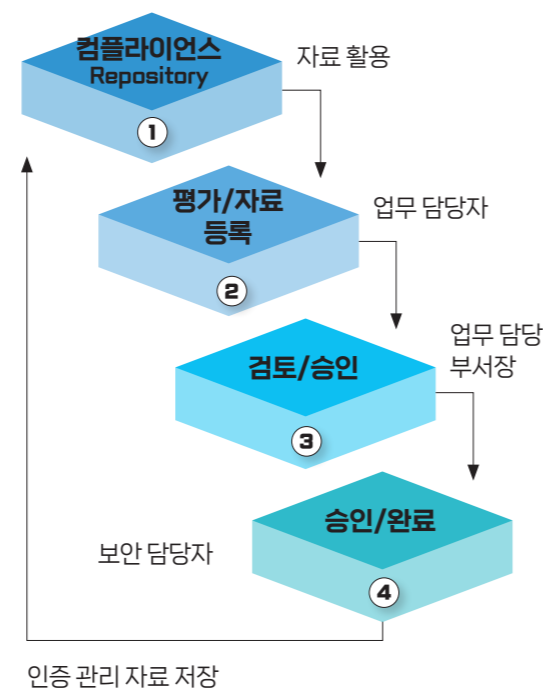 컴플라이언스
Repository
자료 활용
①
평가/자료
등록
업무 담당자
②
업무 담당
부서장
검토/승인
③
승인/완료
보안 담당자
④
인증 관리 자료 저장